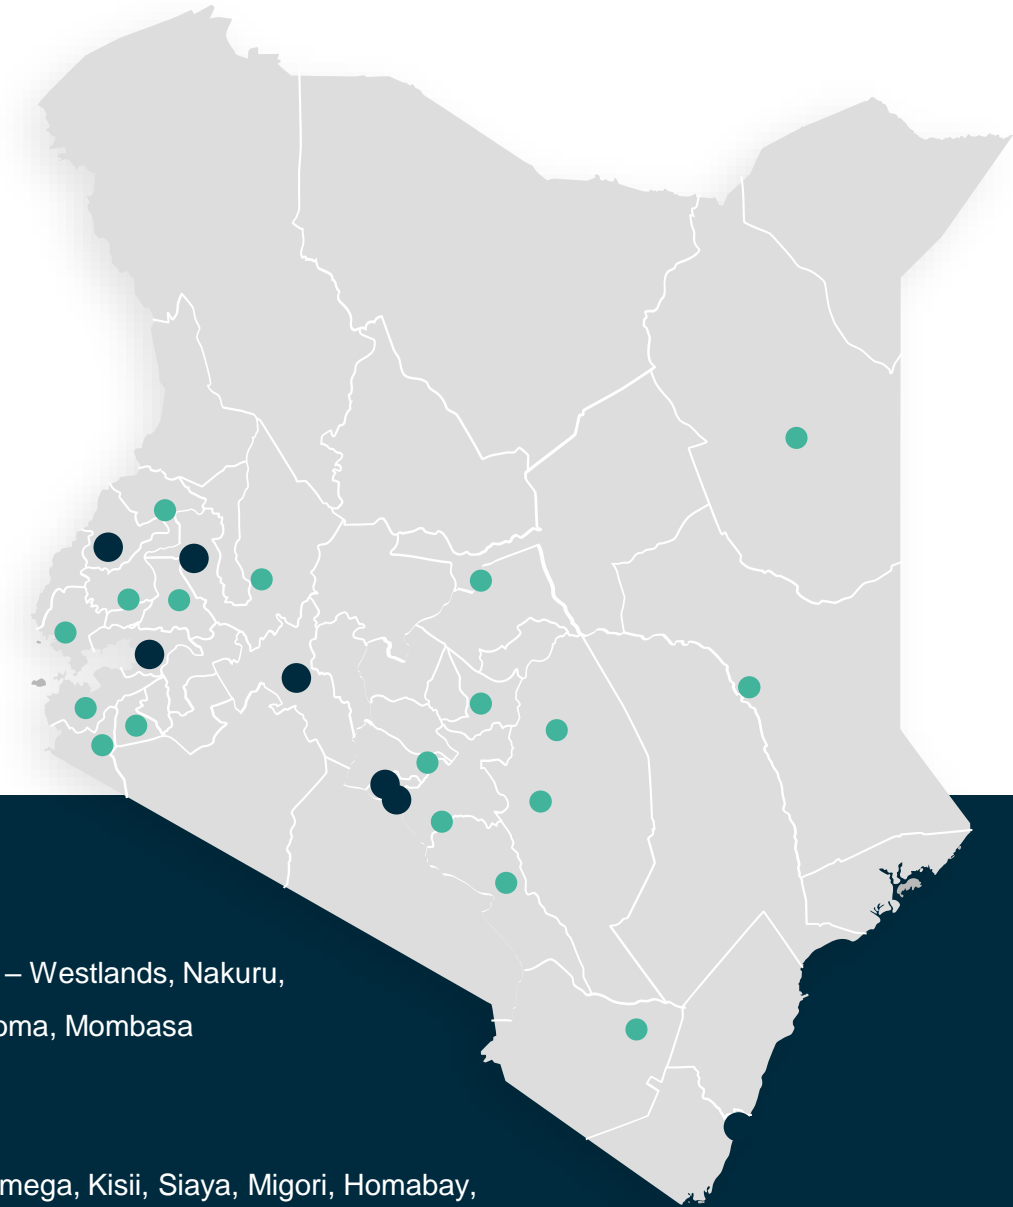 – Westlands, Nakuru,
oma, Mombasa
mega, Kisii, Siaya, Migori, Homabay,